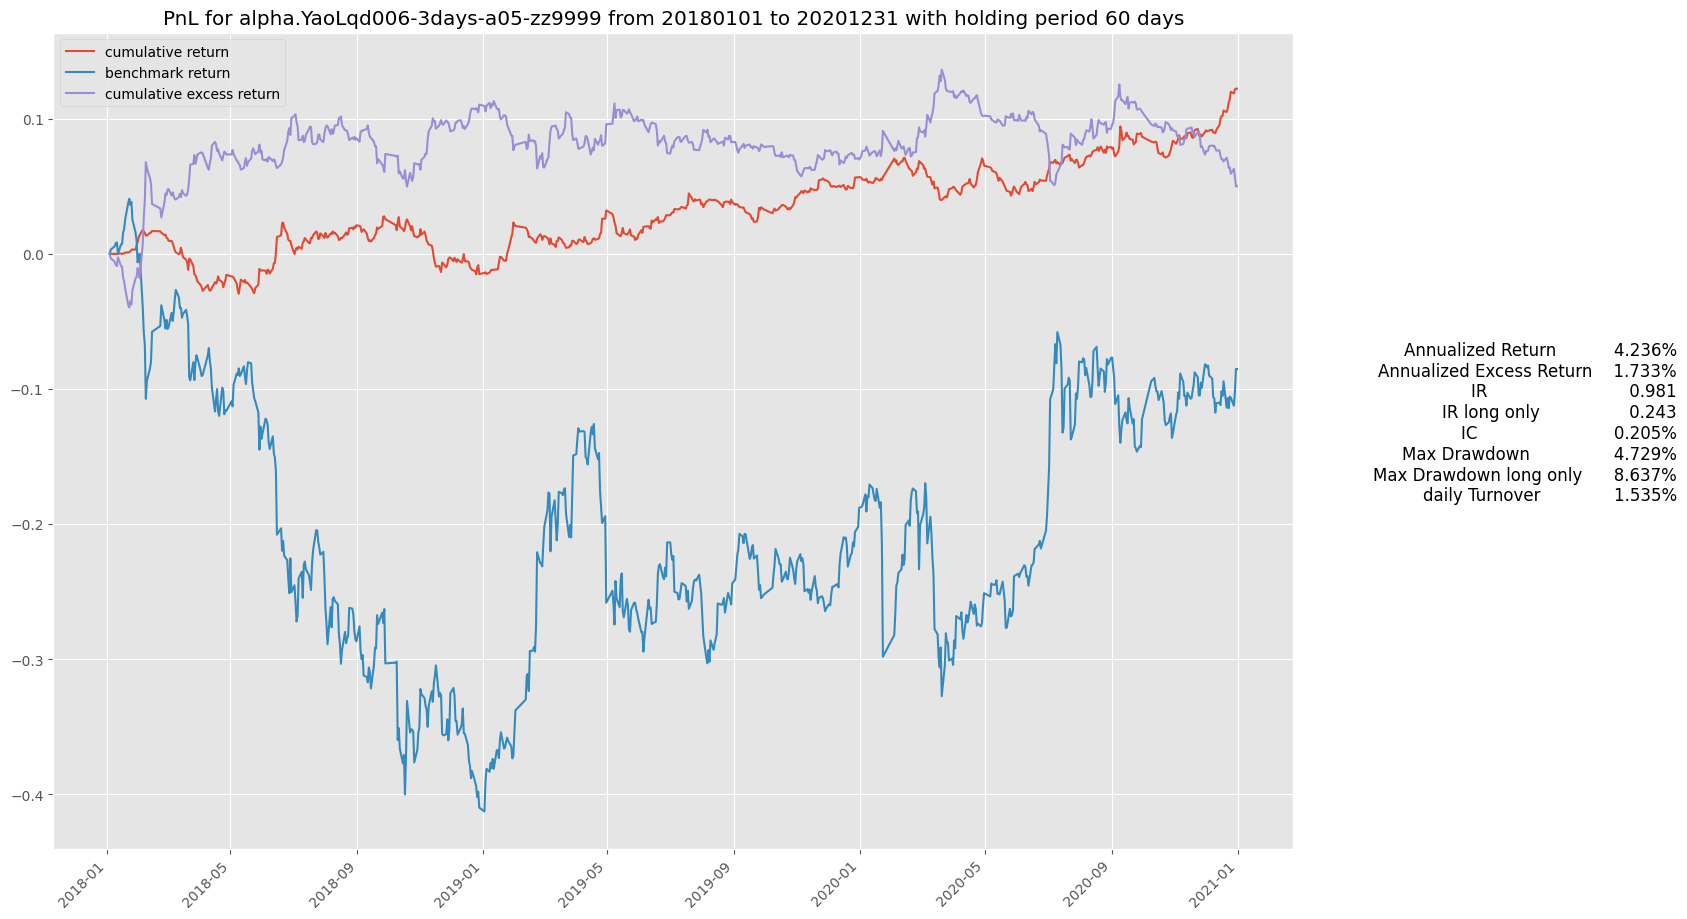 PnL for alpha.YaoLqd006-3days-a05-zz9999 from 20180101 to 20201231 with holding period 60 days
cumulative return
benchmark return
cumulative excess return
0.1
0.0
−0.1
−0.2
−0.3
−0.4
2018-01
2018-05
2018-09
2019-01
2019-05
2019-09
2020-01
2020-05
2020-09
2021-01
Annualized Return 4.236%
Annualized Excess Return 1.733%
IR 0.981
IR long only 0.243
IC 0.205%
Max Drawdown 4.729%
Max Drawdown long only 8.637%
daily Turnover 1.535%